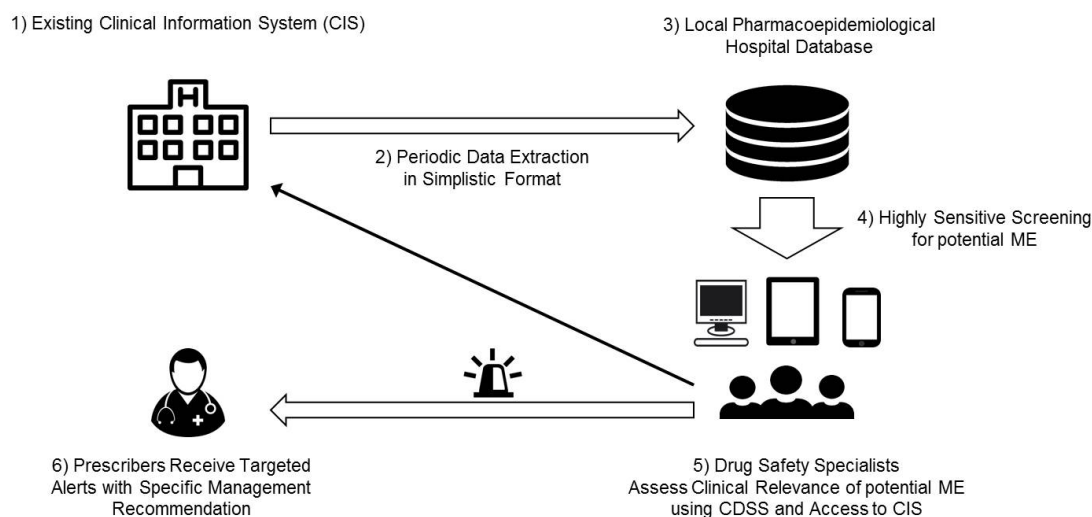 1) Existing Clinical Information System (CIS)
3) Local Pharmacoepidemiological
Hospital Database
H
2) Periodic Data Extraction
in Simplistic Format
4) Highly Sensitive Screening
for potential ME
6) Prescribers Receive Targeted
Alerts with Specific Management
Recommendation
5) Drug Safety Specialists
Assess Clinical Relevance of potential ME
using CDSS and Access to CIS